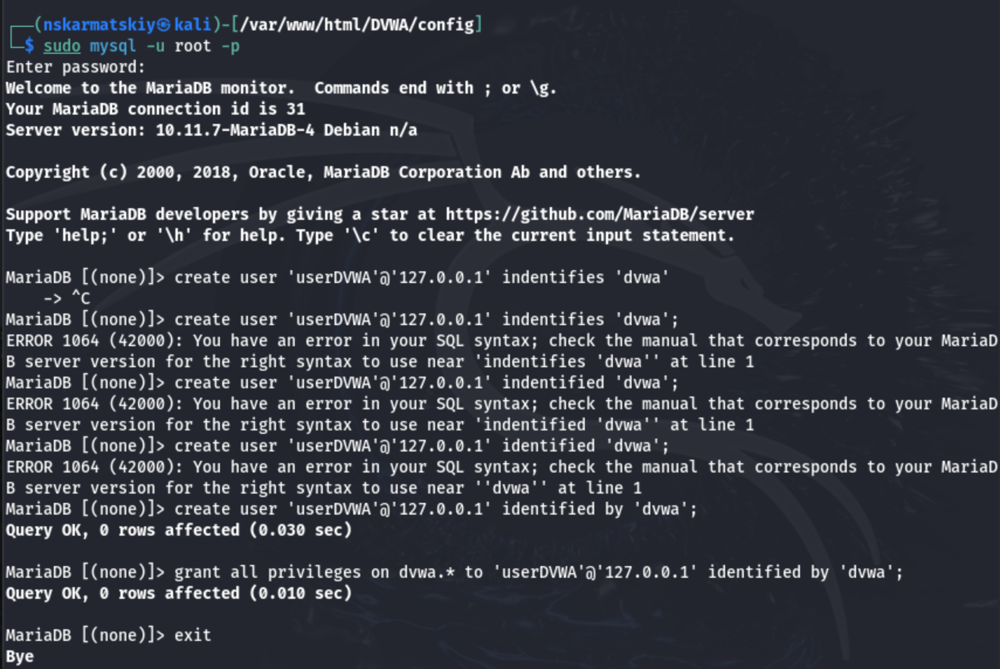 ┌──(nskarmatskiy㉿kali)-[/var/www/html/DVWA/config]
└─$ sudo mysql -u root -p
Enter password:
Welcome to the MariaDB monitor.  Commands end with ; or \g.
Your MariaDB connection id is 31
Server version: 10.11.7-MariaDB-4 Debian n/a

Copyright (c) 2000, 2018, Oracle, MariaDB Corporation Ab and others.

Support MariaDB developers by giving a star at https://github.com/MariaDB/server
Type 'help;' or '\h' for help. Type '\c' to clear the current input statement.

MariaDB [(none)]> create user 'userDVWA'@'127.0.0.1' indentifies 'dvwa'
    -> ^C
MariaDB [(none)]> create user 'userDVWA'@'127.0.0.1' indentifies 'dvwa';
ERROR 1064 (42000): You have an error in your SQL syntax; check the manual that corresponds to your MariaD
B server version for the right syntax to use near 'indentifies 'dvwa'' at line 1
MariaDB [(none)]> create user 'userDVWA'@'127.0.0.1' indentified 'dvwa';
ERROR 1064 (42000): You have an error in your SQL syntax; check the manual that corresponds to your MariaD
B server version for the right syntax to use near 'indentified 'dvwa'' at line 1
MariaDB [(none)]> create user 'userDVWA'@'127.0.0.1' identified 'dvwa';
ERROR 1064 (42000): You have an error in your SQL syntax; check the manual that corresponds to your MariaD
B server version for the right syntax to use near ''dvwa'' at line 1
MariaDB [(none)]> create user 'userDVWA'@'127.0.0.1' identified by 'dvwa';
Query OK, 0 rows affected (0.030 sec)

MariaDB [(none)]> grant all privileges on dvwa.* to 'userDVWA'@'127.0.0.1' identified by 'dvwa';
Query OK, 0 rows affected (0.010 sec)

MariaDB [(none)]> exit
Bye